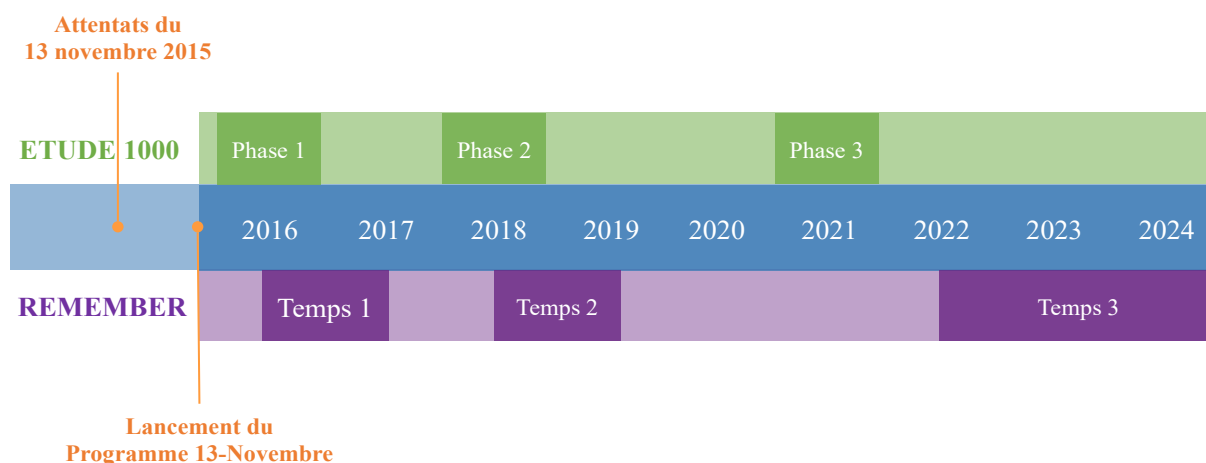 Attentats du
13 novembre 2015
ETUDE 1000
Phase 1
Phase 2
Phase 3
2016
2017
2018
2019
2020
2021
2022
2023
2024
REMEMBER
Temps 1
Temps 2
Temps 3
Lancement du
Programme 13-Novembre